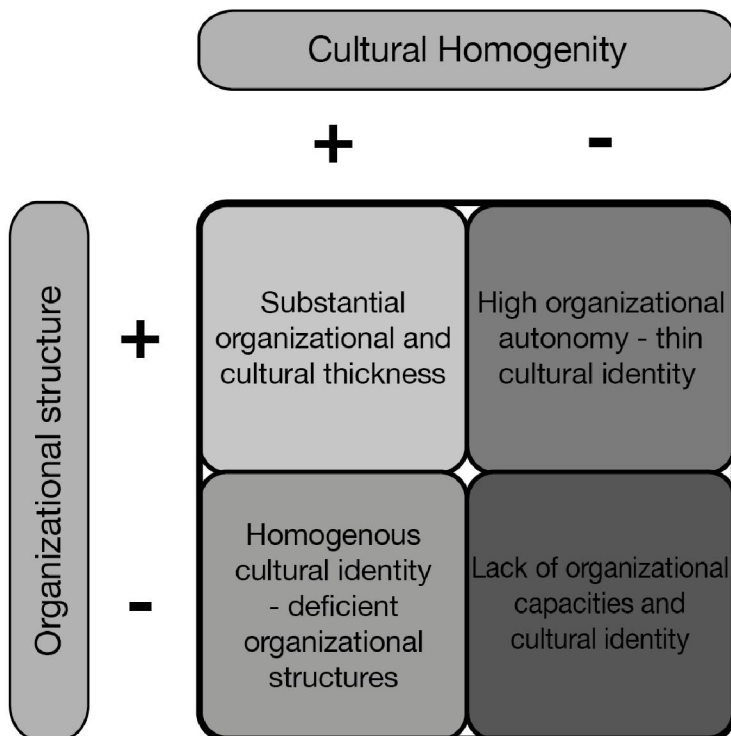 Cultural Homogenity
+ -
Organizational structure
+
Substantial
organizational and
cultural thickness
High organizational
autonomy - thin
cultural identity
-
Homogenous
cultural identity
- deficient
organizational
structures
Lack of organizational
capacities and
cultural identity